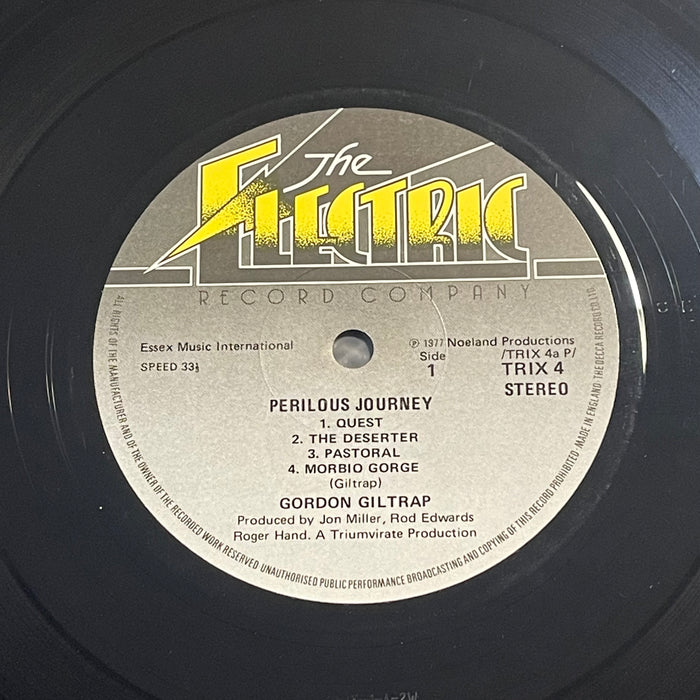 The
ELECTRIC
RECORD COMPANY
Essex Music International
SPEED 33⅓
℗ 1977 Noeland Productions
Side
1
/TRIX 4a P/
TRIX 4
STEREO
PERILOUS JOURNEY
1. QUEST
2. THE DESERTER
3. PASTORAL
4. MORBIO GORGE
(Giltrap)
GORDON GILTRAP
Produced by Jon Miller, Rod Edwards
Roger Hand. A Triumvirate Production
ALL RIGHTS OF THE MANUFACTURER AND OF THE OWNER OF THE RECORDED WORK RESERVED UNAUTHORISED PUBLIC PERFORMANCE BROADCASTING AND COPYING OF THIS RECORD PROHIBITED · MADE IN ENGLAND. THE DECCA RECORD CO. LTD.